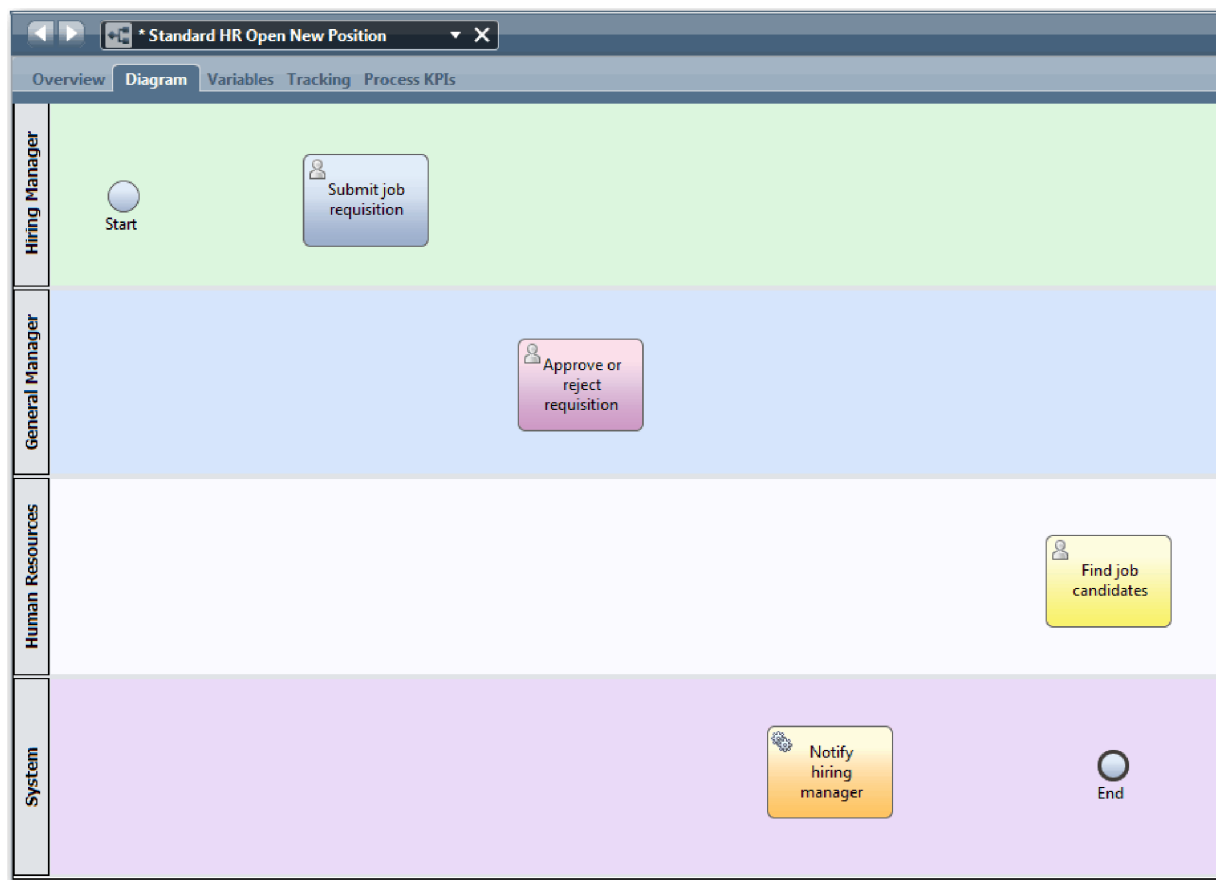 * Standard HR Open New Position
Overview Diagram Variables Tracking Process KPIs
Hiring Manager
Start
Submit job
requisition
General Manager
Approve or
reject
requisition
Human Resources
Find job
candidates
System
Notify
hiring
manager
End